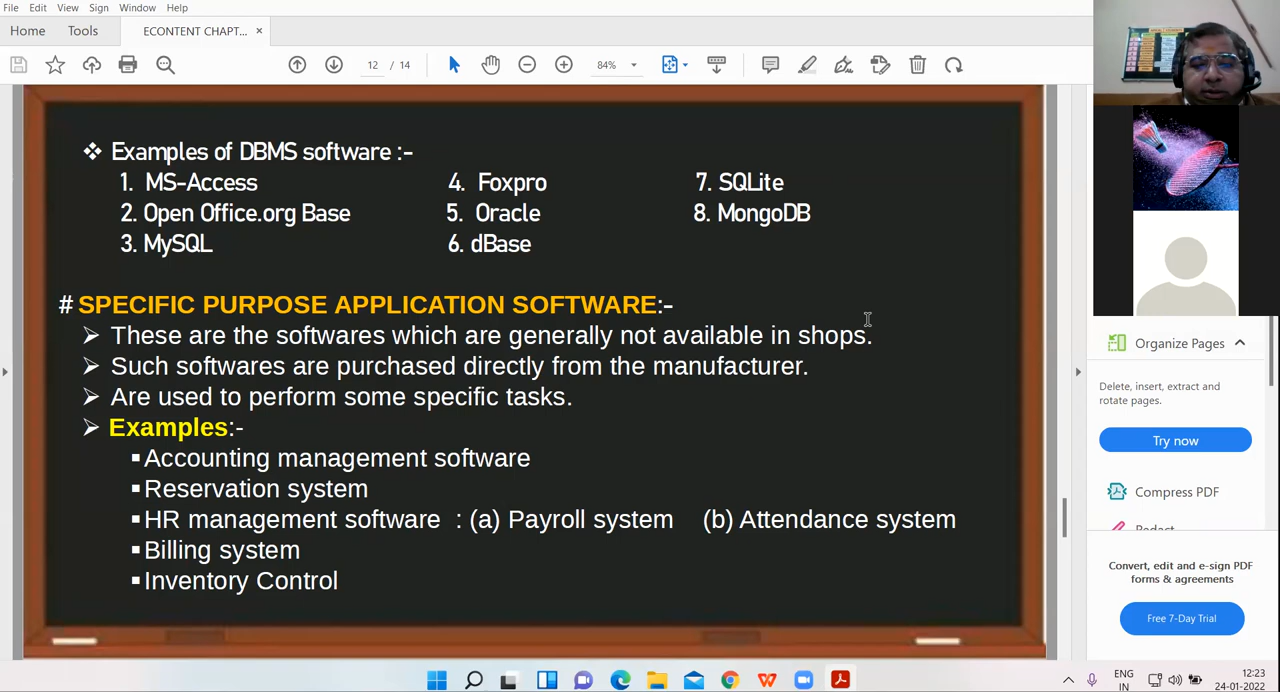 File Edit View Sign Window Help
Home Tools ECONTENT CHAPT... ×
12 / 14 84%
❖ Examples of DBMS software :-
1. MS-Access 4. Foxpro 7. SQLite
2. Open Office.org Base 5. Oracle 8. MongoDB
3. MySQL 6. dBase
# SPECIFIC PURPOSE APPLICATION SOFTWARE:-
➢ These are the softwares which are generally not available in shops.
➢ Such softwares are purchased directly from the manufacturer.
➢ Are used to perform some specific tasks.
➢ Examples:-
▪ Accounting management software
▪ Reservation system
▪ HR management software : (a) Payroll system (b) Attendance system
▪ Billing system
▪ Inventory Control
Organize Pages
Delete, insert, extract and
rotate pages.
Try now
Compress PDF
Redact
Convert, edit and e-sign PDF
forms & agreements
Free 7-Day Trial
ENG
IN
12:23
24-01-2022